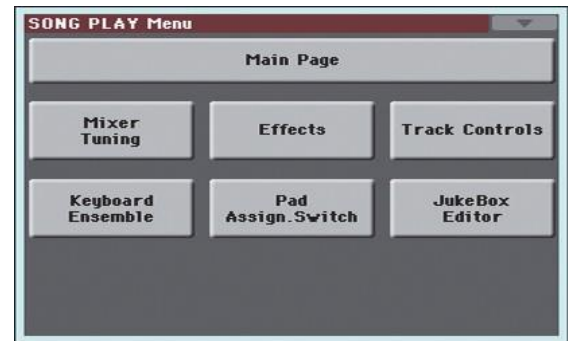 SONG PLAY Menu
Main Page
Mixer
Tuning
Effects
Track Controls
Keyboard
Ensemble
Pad
Assign.Switch
JukeBox
Editor